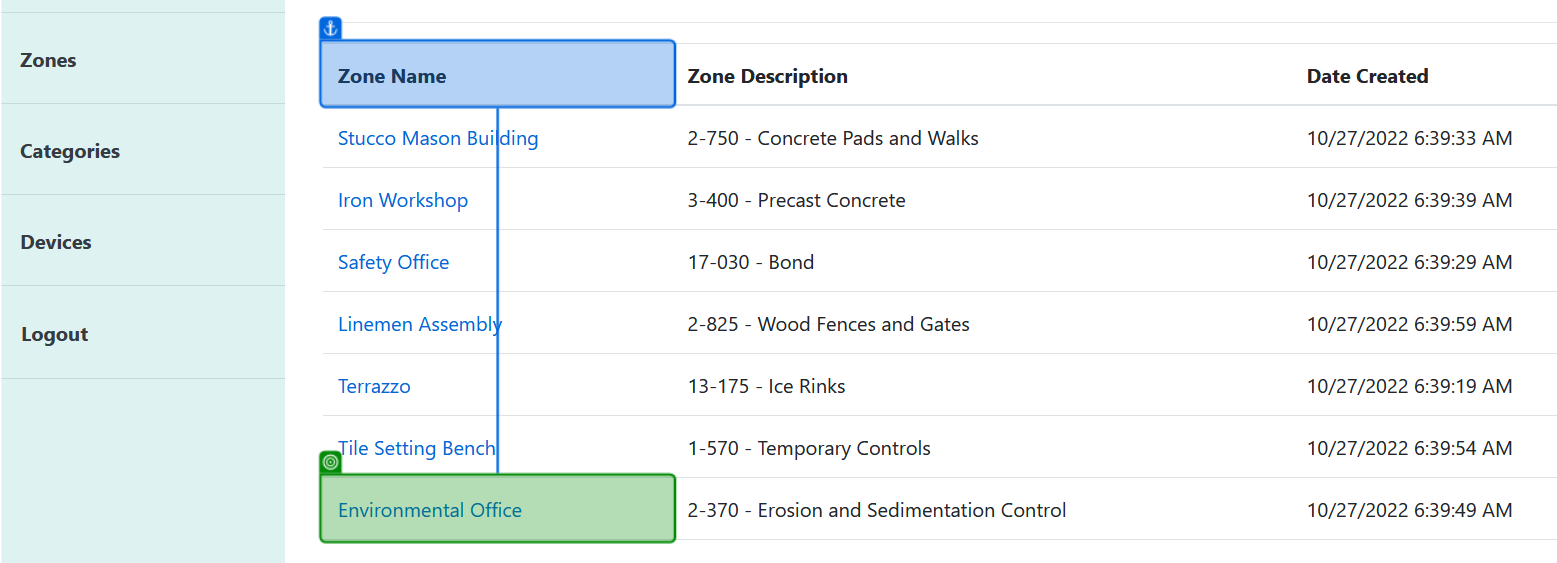 Zones
Categories
Devices
Logout
Zone Name Zone Description Date Created
Stucco Mason Building 2-750 - Concrete Pads and Walks 10/27/2022 6:39:33 AM
Iron Workshop 3-400 - Precast Concrete 10/27/2022 6:39:39 AM
Safety Office 17-030 - Bond 10/27/2022 6:39:29 AM
Linemen Assembly 2-825 - Wood Fences and Gates 10/27/2022 6:39:59 AM
Terrazzo 13-175 - Ice Rinks 10/27/2022 6:39:19 AM
Tile Setting Bench 1-570 - Temporary Controls 10/27/2022 6:39:54 AM
Environmental Office 2-370 - Erosion and Sedimentation Control 10/27/2022 6:39:49 AM